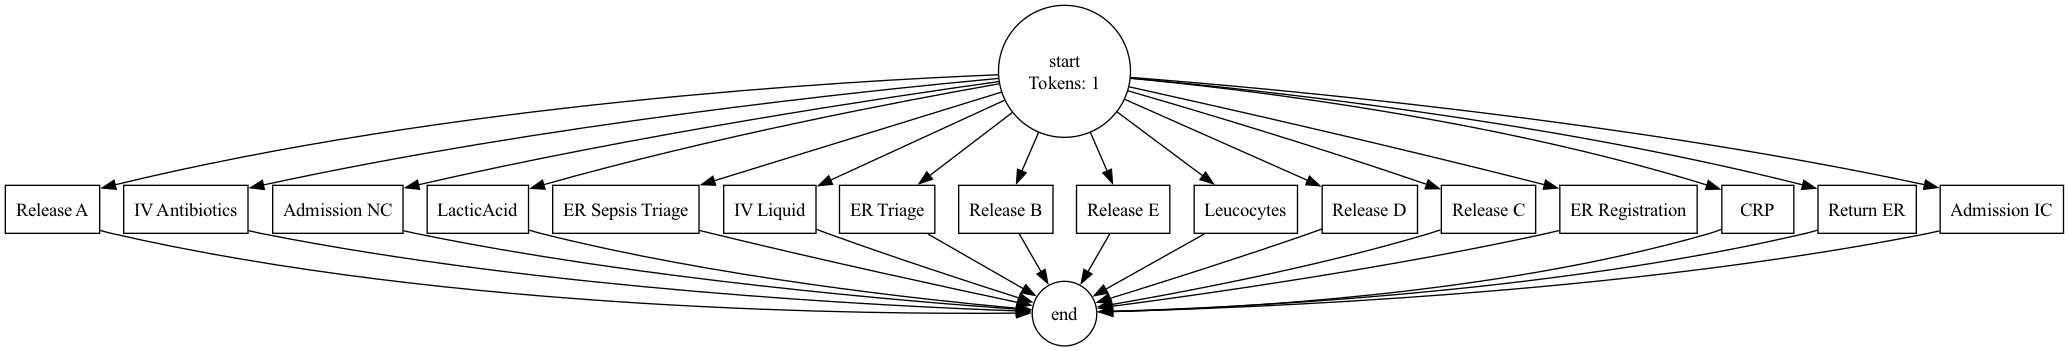 start
Tokens: 1
Release A
IV Antibiotics
Admission NC
LacticAcid
ER Sepsis Triage
IV Liquid
ER Triage
Release B
Release E
Leucocytes
Release D
Release C
ER Registration
CRP
Return ER
Admission IC
end